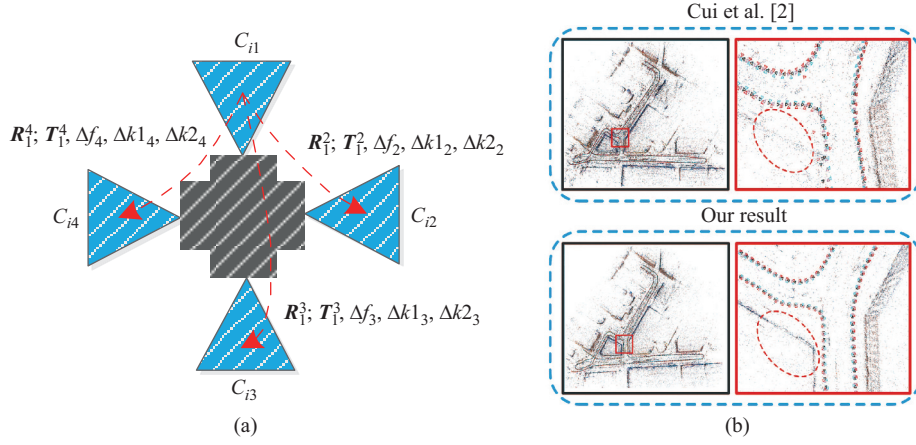 C_{i1}
R_1^4; T_1^4, Δf_4, Δk1_4, Δk2_4
R_1^2; T_1^2, Δf_2, Δk1_2, Δk2_2
C_{i4}
C_{i2}
R_1^3; T_1^3, Δf_3, Δk1_3, Δk2_3
C_{i3}
(a)
Cui et al. [2]
Our result
(b)